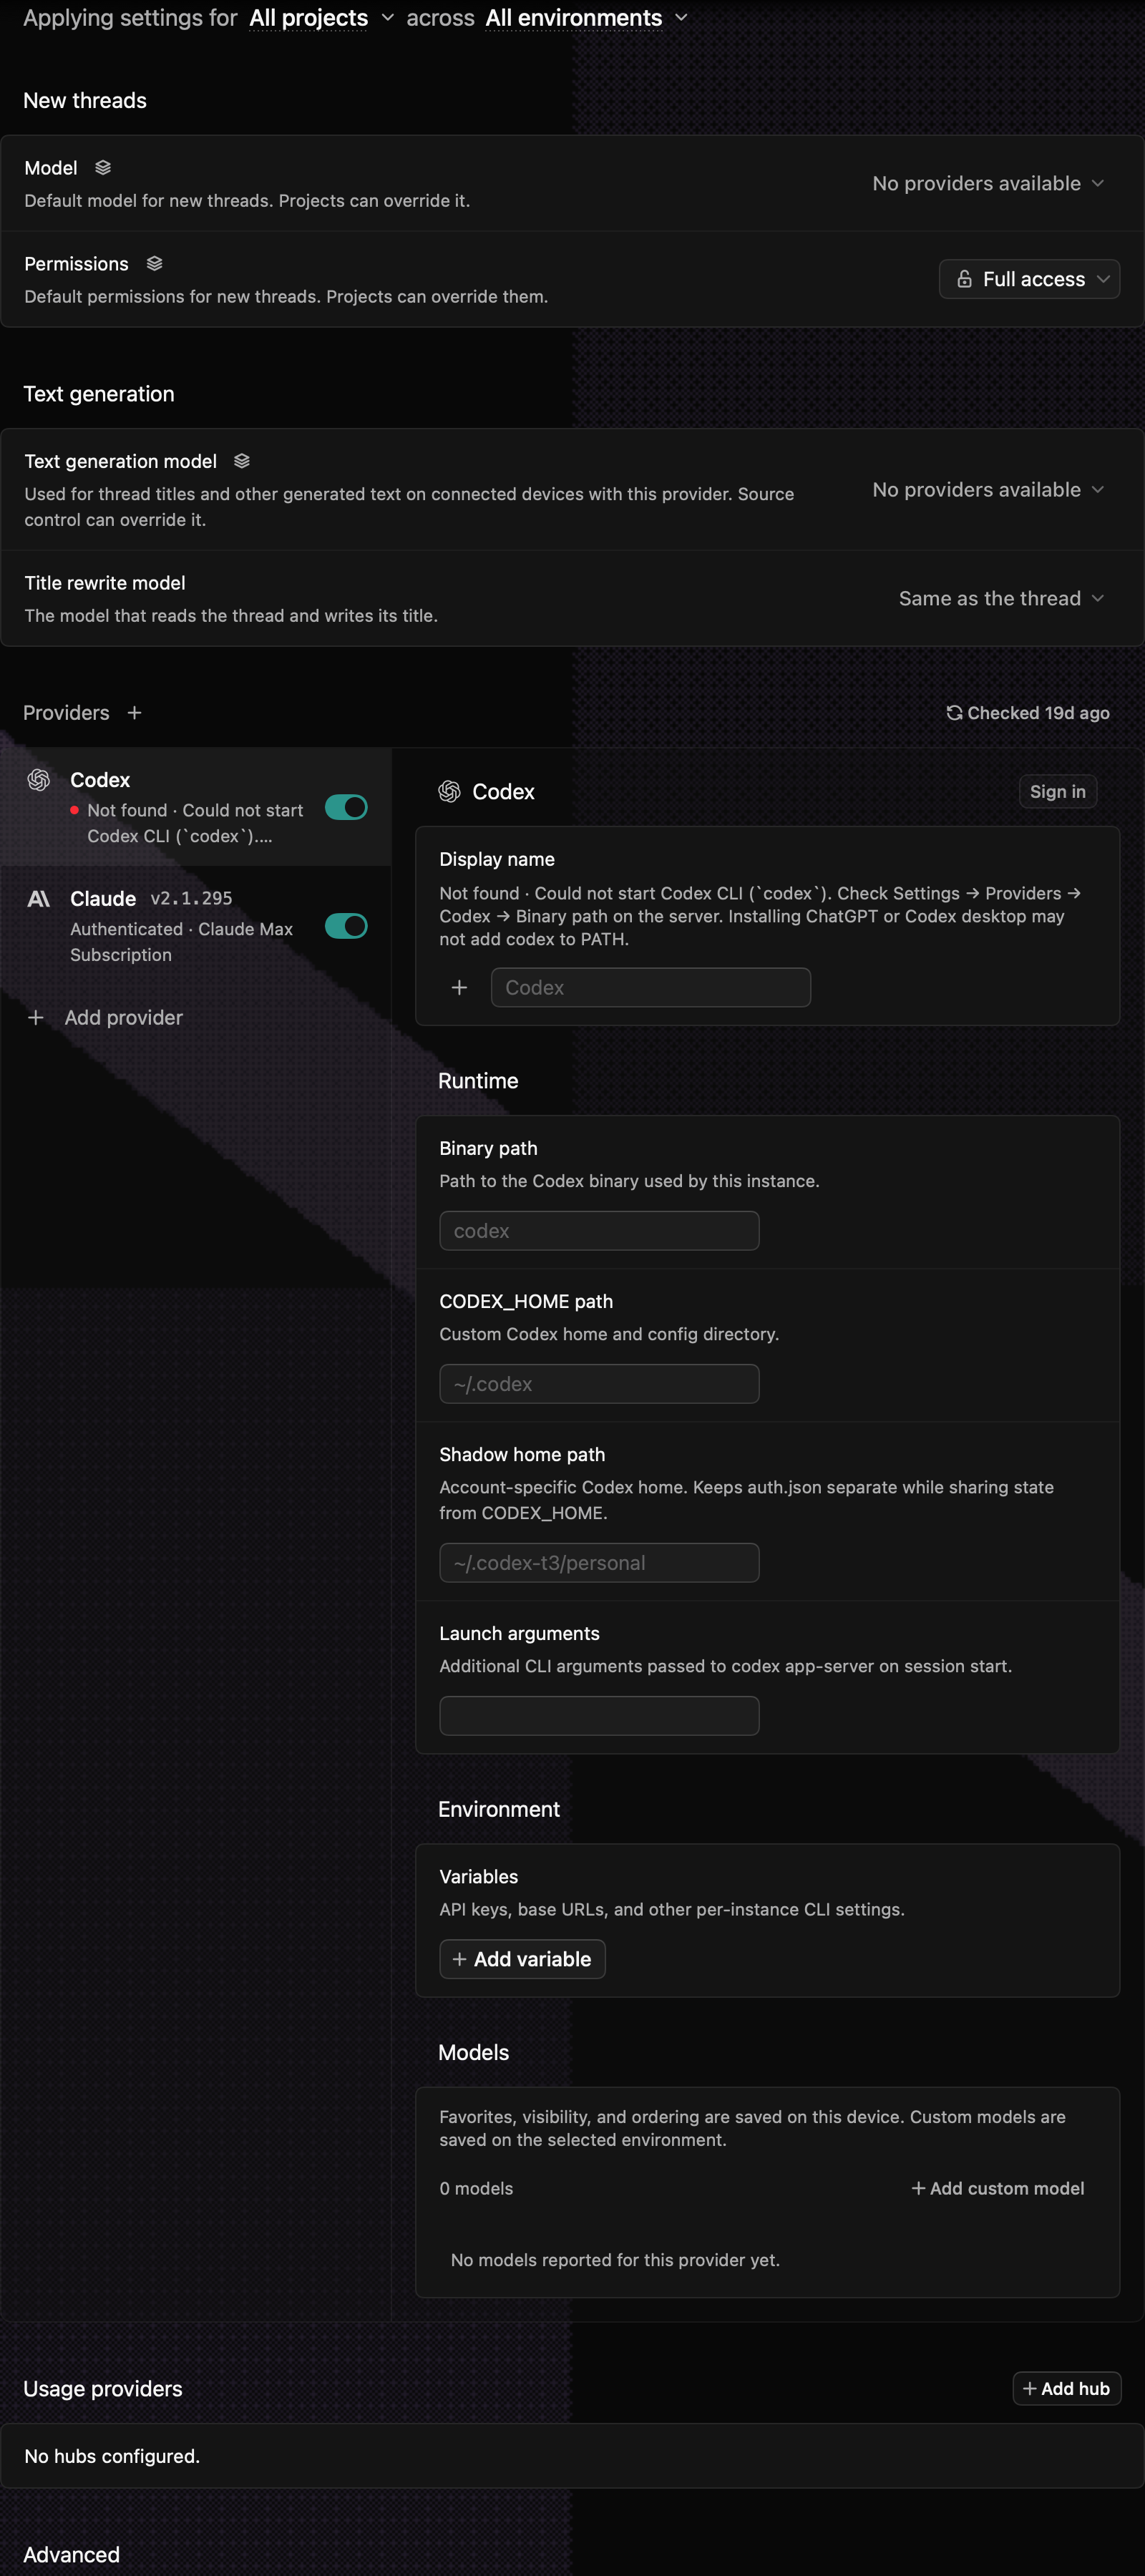 Applying settings for All projects across All environments
New threads
Model
Default model for new threads. Projects can override it.
No providers available
Permissions
Default permissions for new threads. Projects can override them.
Full access
Text generation
Text generation model
Used for thread titles and other generated text on connected devices with this provider. Source
control can override it.
No providers available
Title rewrite model
The model that reads the thread and writes its title.
Same as the thread
Providers
Checked 19d ago
Codex
Not found · Could not start
Codex CLI (`codex`)....
Claude v2.1.295
Authenticated · Claude Max
Subscription
Add provider
Codex
Sign in
Display name
Not found · Could not start Codex CLI (`codex`). Check Settings → Providers →
Codex → Binary path on the server. Installing ChatGPT or Codex desktop may
not add codex to PATH.
Codex
Runtime
Binary path
Path to the Codex binary used by this instance.
codex
CODEX_HOME path
Custom Codex home and config directory.
~/.codex
Shadow home path
Account-specific Codex home. Keeps auth.json separate while sharing state
from CODEX_HOME.
~/.codex-t3/personal
Launch arguments
Additional CLI arguments passed to codex app-server on session start.
Environment
Variables
API keys, base URLs, and other per-instance CLI settings.
+ Add variable
Models
Favorites, visibility, and ordering are saved on this device. Custom models are
saved on the selected environment.
0 models
+ Add custom model
No models reported for this provider yet.
Usage providers
+ Add hub
No hubs configured.
Advanced